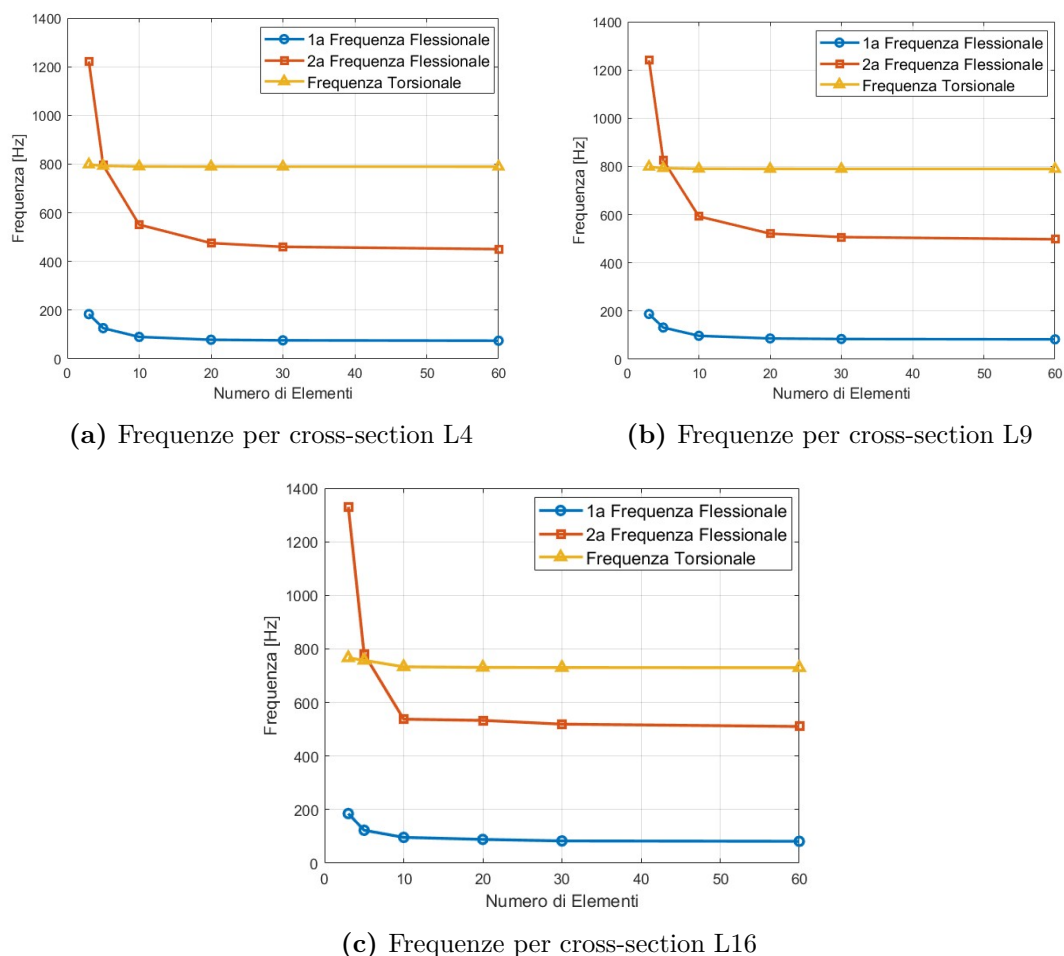 1400
1200
1000
800
600
400
200
0
Frequenza [Hz]
1a Frequenza Flessionale
2a Frequenza Flessionale
Frequenza Torsionale
0 10 20 30 40 50 60
Numero di Elementi
(a) Frequenze per cross-section L4
1400
1200
1000
800
600
400
200
0
Frequenza [Hz]
1a Frequenza Flessionale
2a Frequenza Flessionale
Frequenza Torsionale
0 10 20 30 40 50 60
Numero di Elementi
(b) Frequenze per cross-section L9
1400
1200
1000
800
600
400
200
0
Frequenza [Hz]
1a Frequenza Flessionale
2a Frequenza Flessionale
Frequenza Torsionale
0 10 20 30 40 50 60
Numero di Elementi
(c) Frequenze per cross-section L16